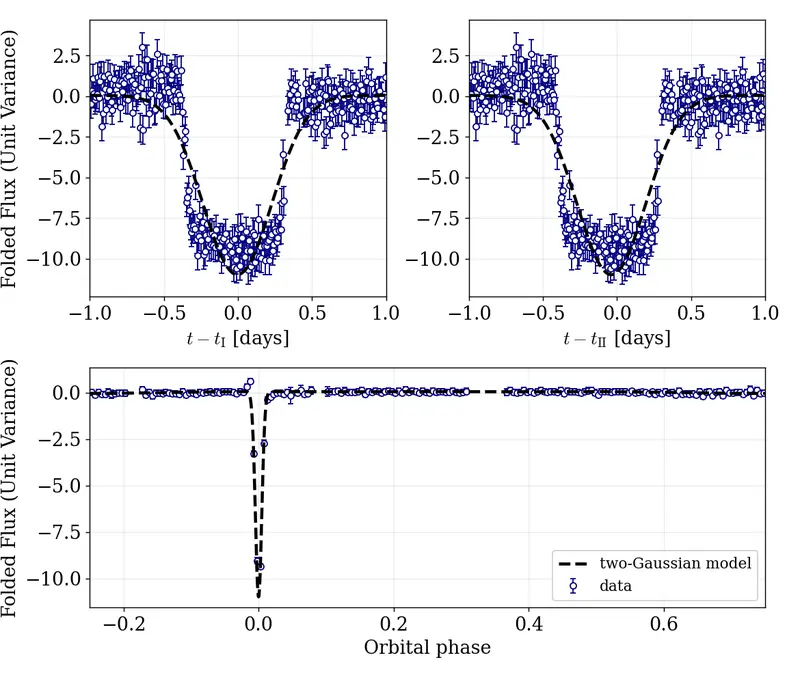 Folded Flux (Unit Variance)
2.5
0.0
−2.5
−5.0
−7.5
−10.0
−1.0 −0.5 0.0 0.5 1.0
t − tI [days]
2.5
0.0
−2.5
−5.0
−7.5
−10.0
−1.0 −0.5 0.0 0.5 1.0
t − tII [days]
Folded Flux (Unit Variance)
0.0
−2.5
−5.0
−7.5
−10.0
−0.2 0.0 0.2 0.4 0.6
Orbital phase
two-Gaussian model
data